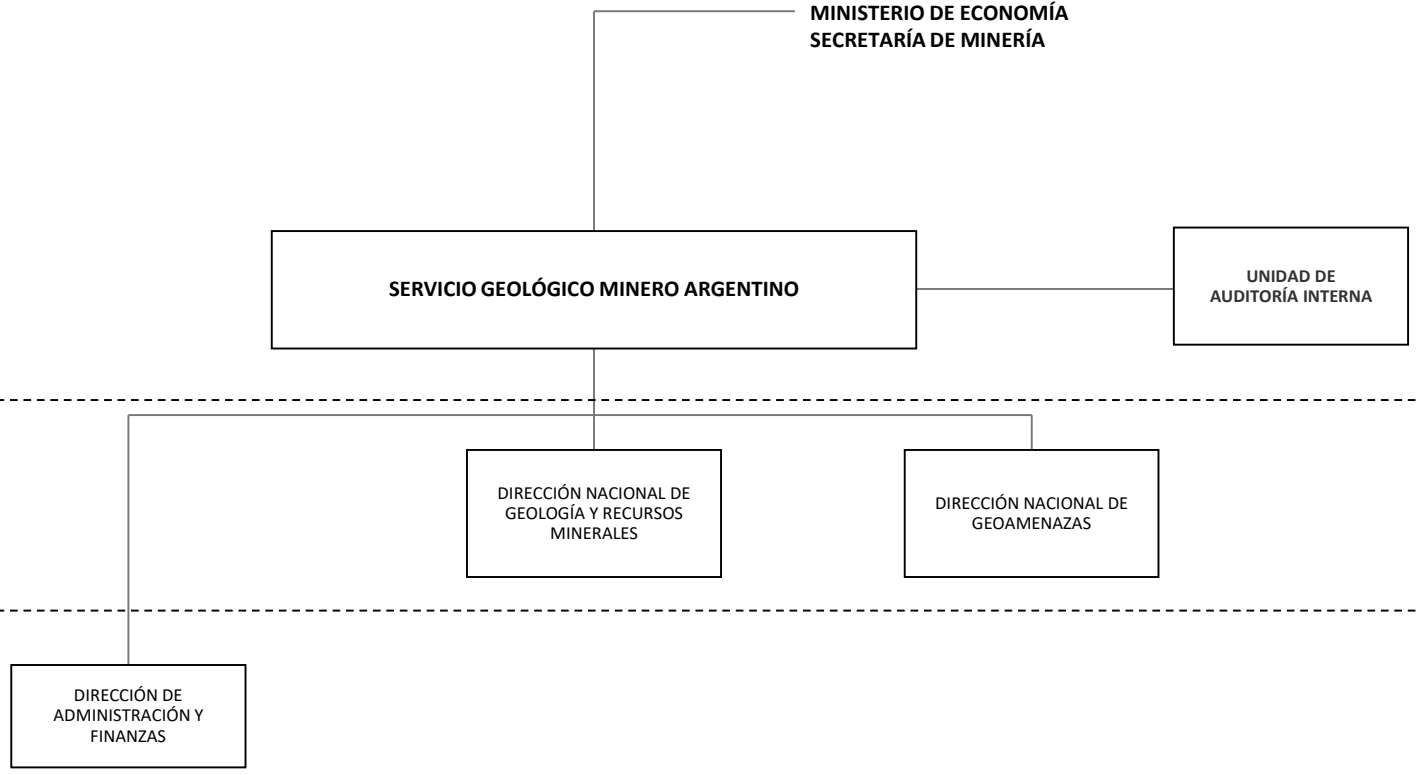 MINISTERIO DE ECONOMÍA
SECRETARÍA DE MINERÍA
SERVICIO GEOLÓGICO MINERO ARGENTINO
UNIDAD DE
AUDITORÍA INTERNA
DIRECCIÓN NACIONAL DE
GEOLOGÍA Y RECURSOS
MINERALES
DIRECCIÓN NACIONAL DE
GEOAMENAZAS
DIRECCIÓN DE
ADMINISTRACIÓN Y
FINANZAS